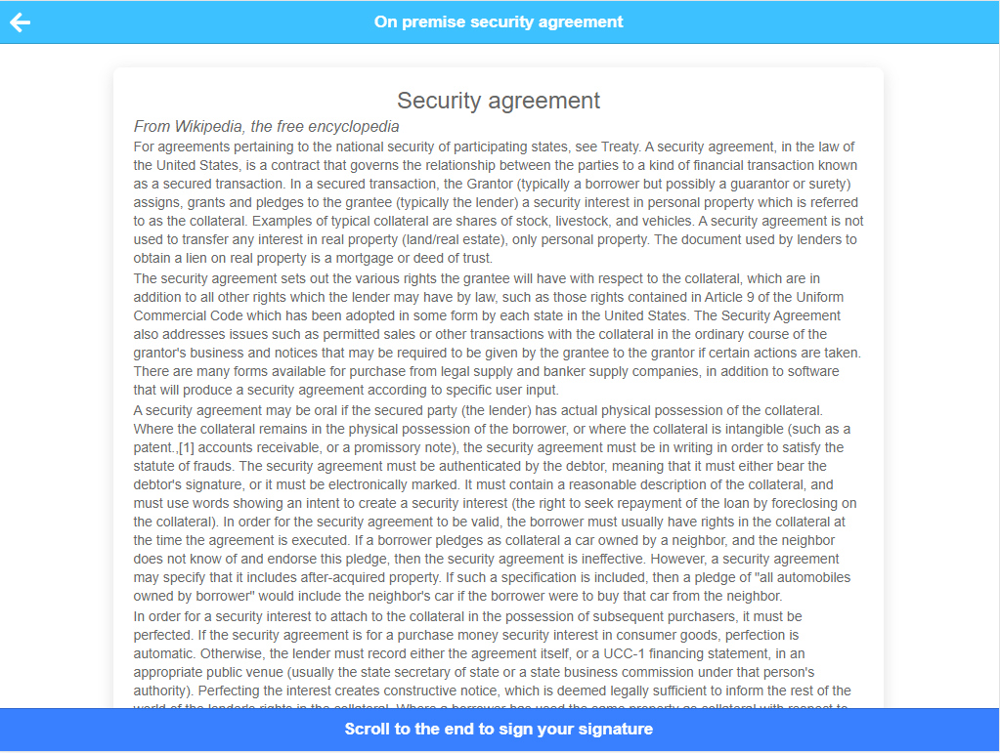 On premise security agreement
Security agreement
From Wikipedia, the free encyclopedia
For agreements pertaining to the national security of participating states, see Treaty. A security agreement, in the law of
the United States, is a contract that governs the relationship between the parties to a kind of financial transaction known
as a secured transaction. In a secured transaction, the Grantor (typically a borrower but possibly a guarantor or surety)
assigns, grants and pledges to the grantee (typically the lender) a security interest in personal property which is referred
to as the collateral. Examples of typical collateral are shares of stock, livestock, and vehicles. A security agreement is not
used to transfer any interest in real property (land/real estate), only personal property. The document used by lenders to
obtain a lien on real property is a mortgage or deed of trust.
The security agreement sets out the various rights the grantee will have with respect to the collateral, which are in
addition to all other rights which the lender may have by law, such as those rights contained in Article 9 of the Uniform
Commercial Code which has been adopted in some form by each state in the United States. The Security Agreement
also addresses issues such as permitted sales or other transactions with the collateral in the ordinary course of the
grantor's business and notices that may be required to be given by the grantee to the grantor if certain actions are taken.
There are many forms available for purchase from legal supply and banker supply companies, in addition to software
that will produce a security agreement according to specific user input.
A security agreement may be oral if the secured party (the lender) has actual physical possession of the collateral.
Where the collateral remains in the physical possession of the borrower, or where the collateral is intangible (such as a
patent.,[1] accounts receivable, or a promissory note), the security agreement must be in writing in order to satisfy the
statute of frauds. The security agreement must be authenticated by the debtor, meaning that it must either bear the
debtor's signature, or it must be electronically marked. It must contain a reasonable description of the collateral, and
must use words showing an intent to create a security interest (the right to seek repayment of the loan by foreclosing on
the collateral). In order for the security agreement to be valid, the borrower must usually have rights in the collateral at
the time the agreement is executed. If a borrower pledges as collateral a car owned by a neighbor, and the neighbor
does not know of and endorse this pledge, then the security agreement is ineffective. However, a security agreement
may specify that it includes after-acquired property. If such a specification is included, then a pledge of "all automobiles
owned by borrower" would include the neighbor's car if the borrower were to buy that car from the neighbor.
In order for a security interest to attach to the collateral in the possession of subsequent purchasers, it must be
perfected. If the security agreement is for a purchase money security interest in consumer goods, perfection is
automatic. Otherwise, the lender must record either the agreement itself, or a UCC-1 financing statement, in an
appropriate public venue (usually the state secretary of state or a state business commission under that person's
authority). Perfecting the interest creates constructive notice, which is deemed legally sufficient to inform the rest of the
world of the lender's rights in the collateral. Where a borrower has used the same property as collateral with respect to
Scroll to the end to sign your signature